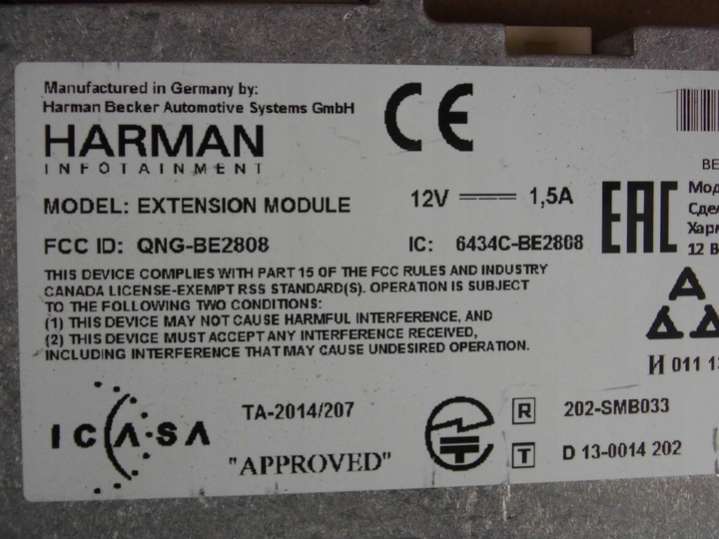 Manufactured in Germany by:
Harman Becker Automotive Systems GmbH
CE
HARMAN
INFOTAINMENT
MODEL: EXTENSION MODULE
12V 1,5A
FCC ID: QNG-BE2808
IC: 6434C-BE2808
THIS DEVICE COMPLIES WITH PART 15 OF THE FCC RULES AND INDUSTRY
CANADA LICENSE-EXEMPT RSS STANDARD(S). OPERATION IS SUBJECT
TO THE FOLLOWING TWO CONDITIONS:
(1) THIS DEVICE MAY NOT CAUSE HARMFUL INTERFERENCE, AND
(2) THIS DEVICE MUST ACCEPT ANY INTERFERENCE RECEIVED,
INCLUDING INTERFERENCE THAT MAY CAUSE UNDESIRED OPERATION.
BE
EAC
12 В
И 011 1
ICASA
TA-2014/207
"APPROVED"
R 202-SMB033
T D 13-0014 202